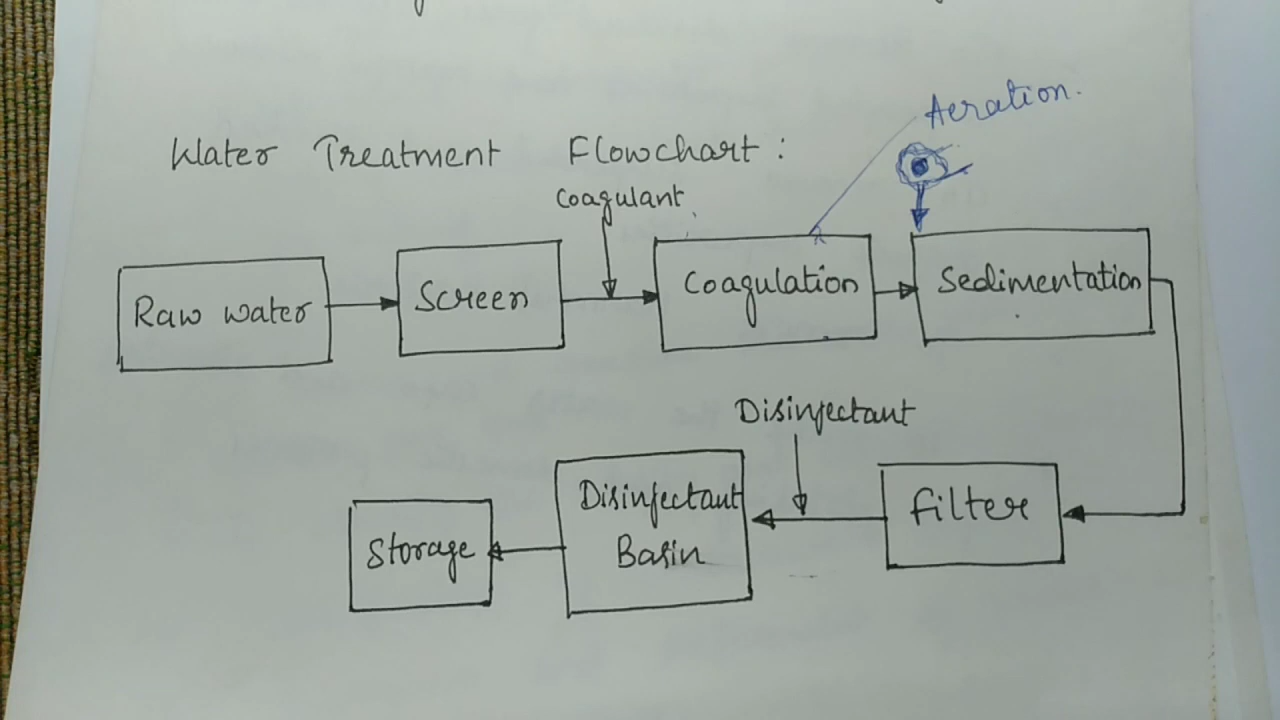 Aeration.
Water Treatment Flowchart :
Coagulant
Raw water
Screen
Coagulation
Sedimentation
Disinfectant
Filter
Disinfectant
Basin
Storage